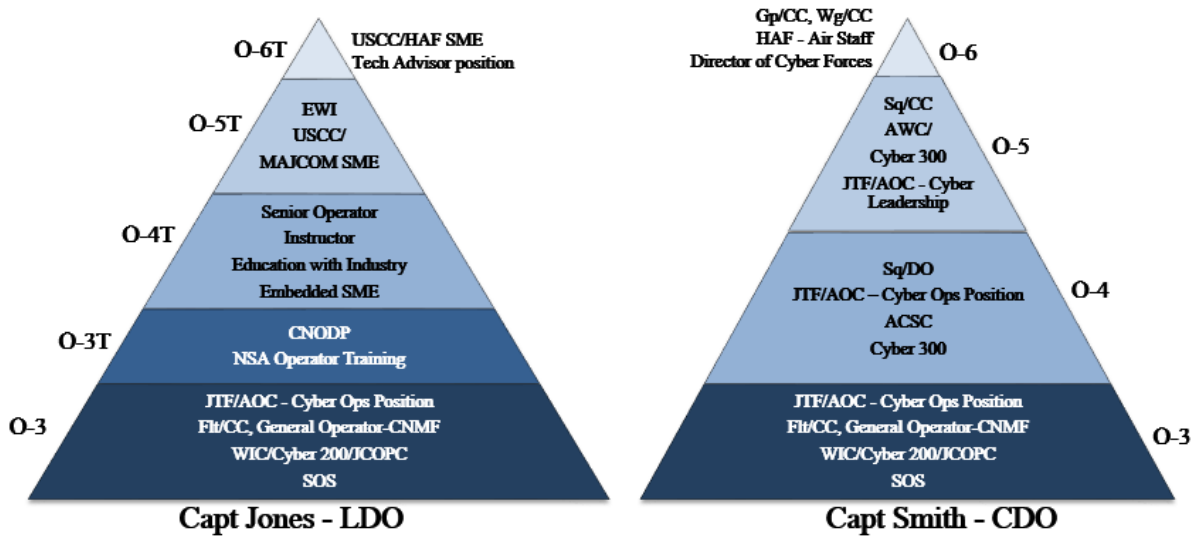 O-6T
USCC/HAF SME
Tech Advisor position
O-5T
EWI
USCC/
MAJCOM SME
O-4T
Senior Operator
Instructor
Education with Industry
Embedded SME
O-3T
CNODP
NSA Operator Training
O-3
JTF/AOC - Cyber Ops Position
Flt/CC, General Operator-CNMF
WIC/Cyber 200/JCOPC
SOS
Capt Jones - LDO
Gp/CC, Wg/CC
HAF - Air Staff
Director of Cyber Forces
O-6
Sq/CC
AWC/
Cyber 300
JTF/AOC - Cyber
Leadership
O-5
Sq/DO
JTF/AOC – Cyber Ops Position
ACSC
Cyber 300
O-4
JTF/AOC - Cyber Ops Position
Flt/CC, General Operator-CNMF
WIC/Cyber 200/JCOPC
SOS
O-3
Capt Smith - CDO